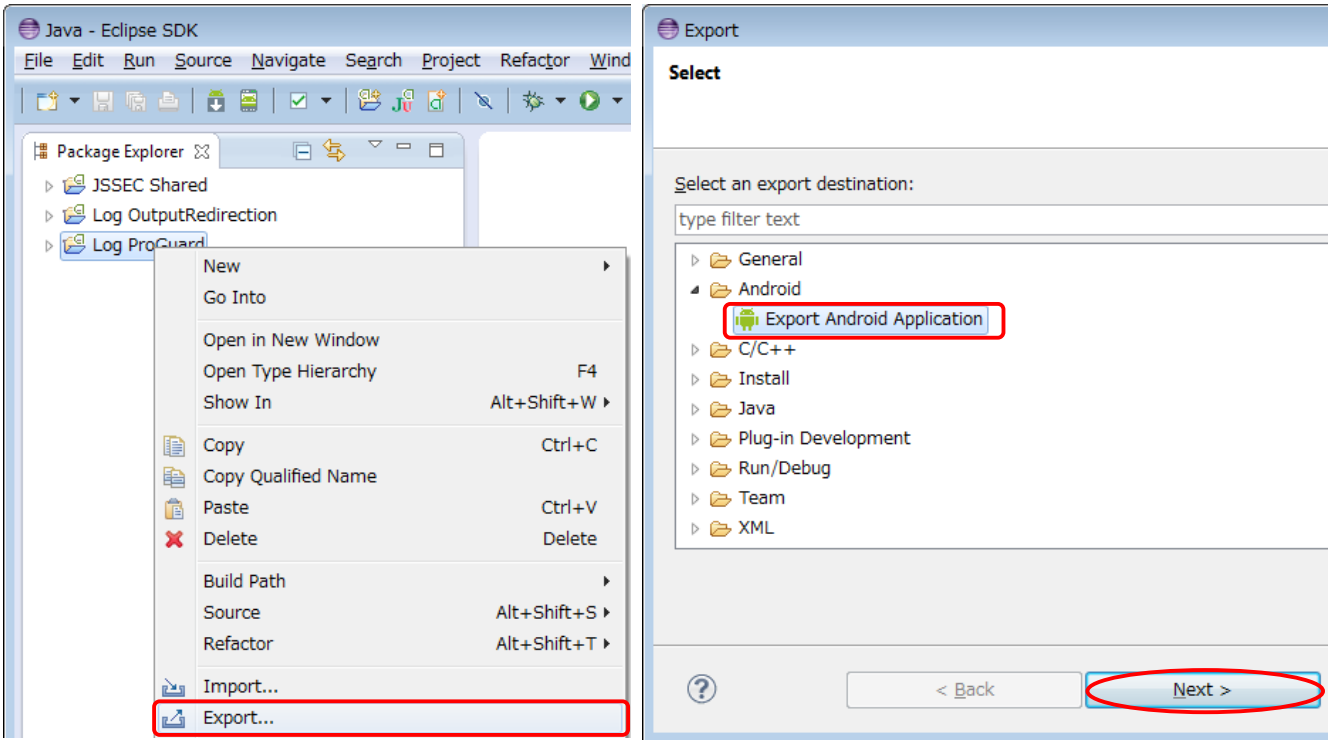 Java - Eclipse SDK
File Edit Run Source Navigate Search Project Refactor Wind
Package Explorer
JSSEC Shared
Log OutputRedirection
Log ProGuard
New
Go Into
Open in New Window
Open Type Hierarchy F4
Show In Alt+Shift+W
Copy Ctrl+C
Copy Qualified Name
Paste Ctrl+V
Delete Delete
Build Path
Source Alt+Shift+S
Refactor Alt+Shift+T
Import...
Export...
Export
Select
Select an export destination:
type filter text
General
Android
Export Android Application
C/C++
Install
Java
Plug-in Development
Run/Debug
Team
XML
< Back Next >